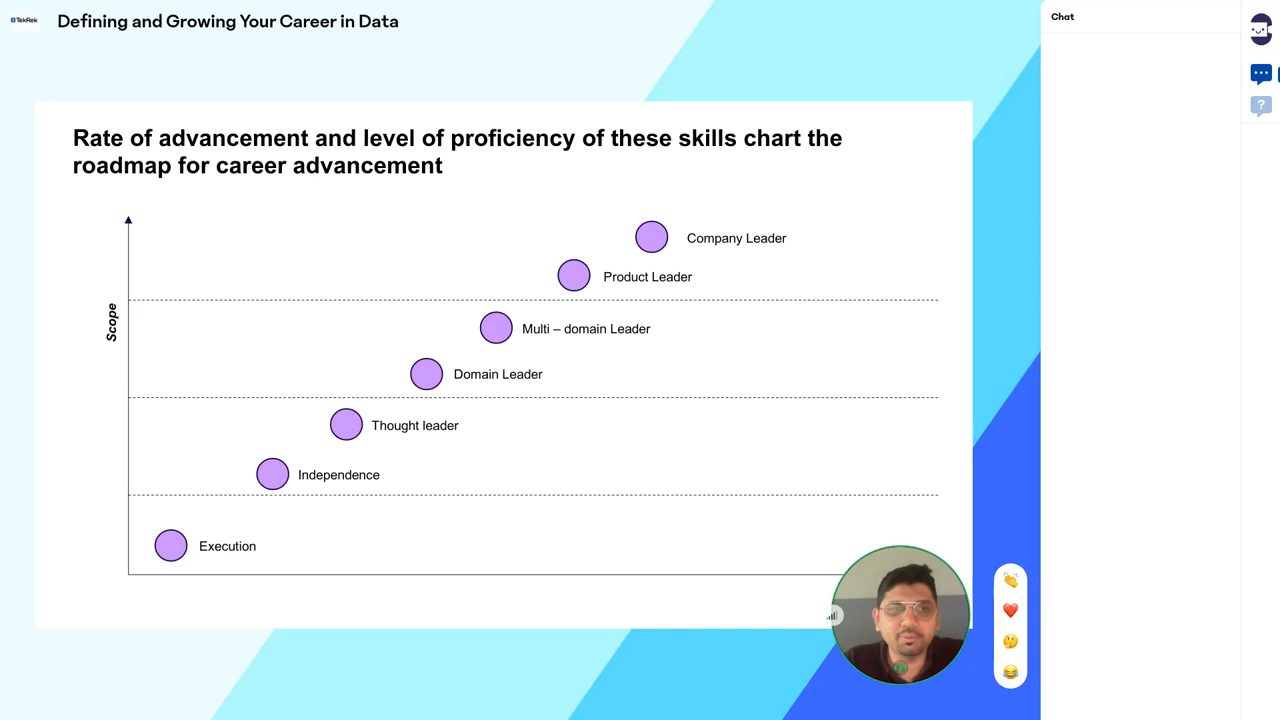 TekRek
Defining and Growing Your Career in Data
Chat
Rate of advancement and level of proficiency of these skills chart the
roadmap for career advancement
Company Leader
Product Leader
Scope
Multi – domain Leader
Domain Leader
Thought leader
Independence
Execution
?